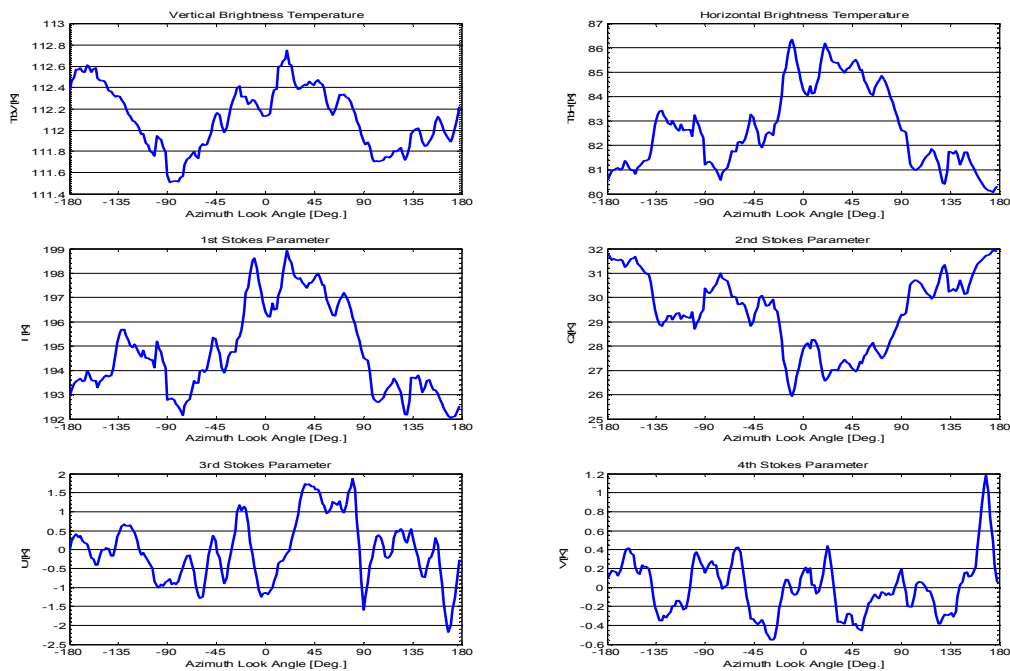 Vertical Brightness Temperature
113
112.8
112.6
112.4
112.2
112
111.8
111.6
111.4
TbV[K]
-180 -135 -90 -45 0 45 90 135 180
Azimuth Look Angle [Deg.]
Horizontal Brightness Temperature
87
86
85
84
83
82
81
80
TbH[K]
-180 -135 -90 -45 0 45 90 135 180
Azimuth Look Angle [Deg.]
1st Stokes Parameter
199
198
197
196
195
194
193
192
I [K]
-180 -135 -90 -45 0 45 90 135 180
Azimuth Look Angle [Deg.]
2nd Stokes Parameter
32
31
30
29
28
27
26
25
Q[K]
-180 -135 -90 -45 0 45 90 135 180
Azimuth Look Angle [Deg.]
3rd Stokes Parameter
2
1.5
1
0.5
0
-0.5
-1
-1.5
-2
-2.5
U[K]
-180 -135 -90 -45 0 45 90 135 180
Azimuth Look Angle [Deg.]
4th Stokes Parameter
1.2
1
0.8
0.6
0.4
0.2
0
-0.2
-0.4
-0.6
V[K]
-180 -135 -90 -45 0 45 90 135 180
Azimuth Look Angle [Deg.]